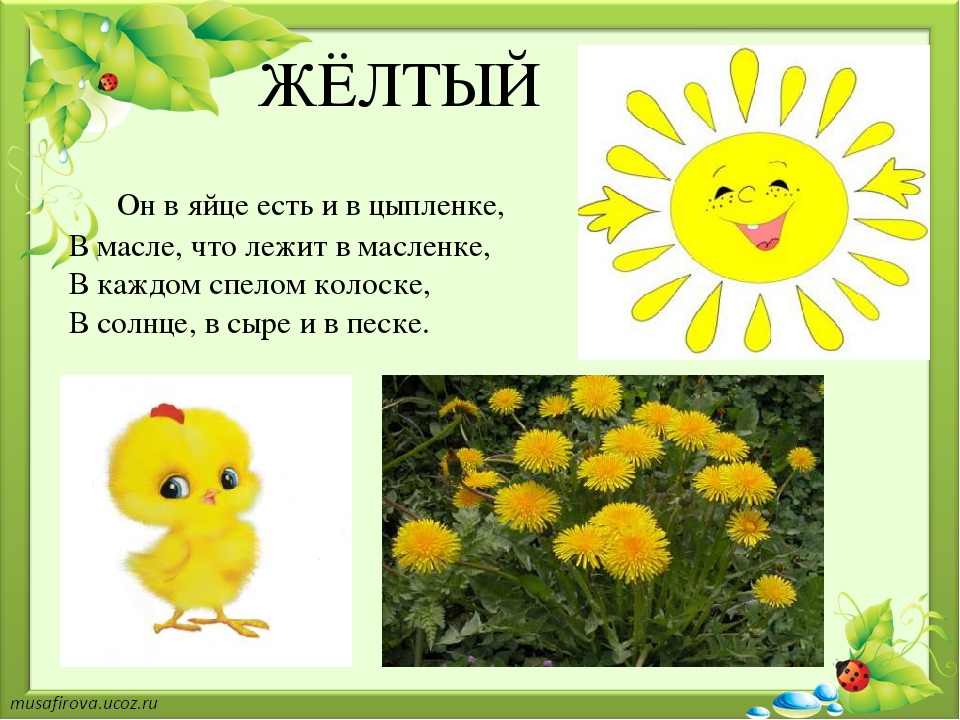 ЖЁЛТЫЙ
Он в яйце есть и в цыпленке,
В масле, что лежит в масленке,
В каждом спелом колоске,
В солнце, в сыре и в песке.
musafirova.ucoz.ru